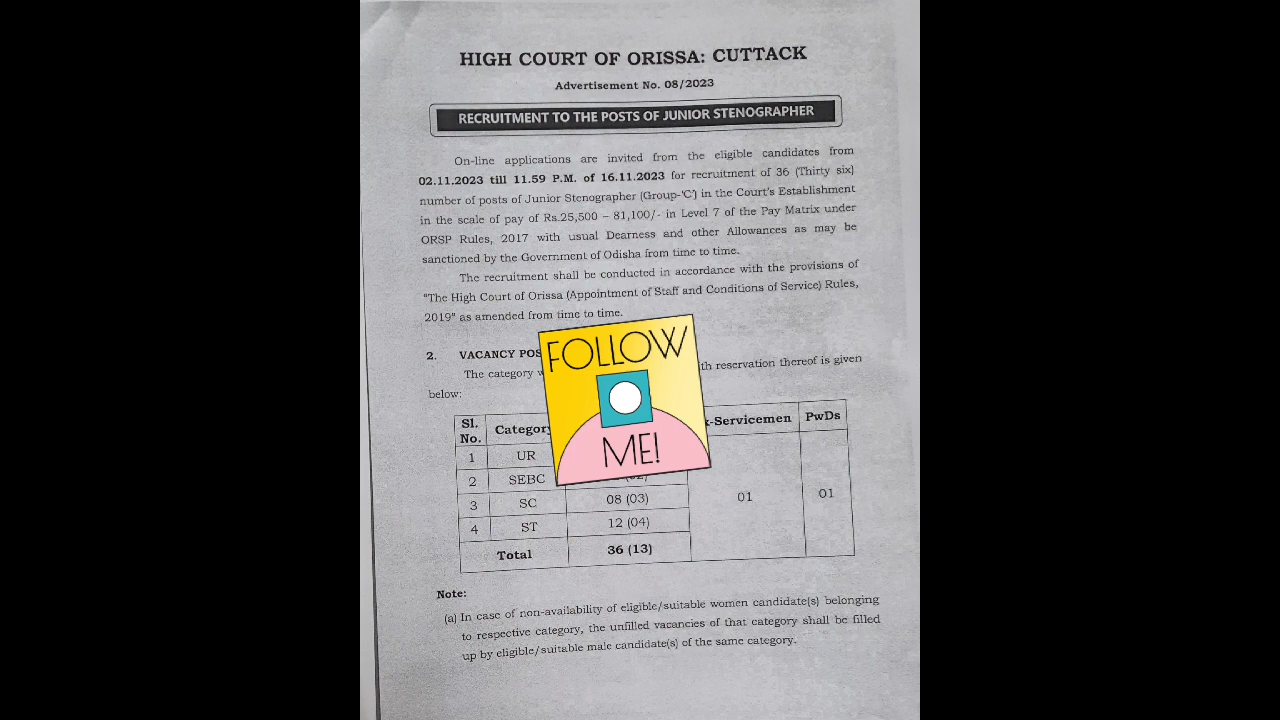 HIGH COURT OF ORISSA: CUTTACK
Advertisement No. 08/2023
RECRUITMENT TO THE POSTS OF JUNIOR STENOGRAPHER
On-line applications are invited from the eligible candidates from
02.11.2023 till 11.59 P.M. of 16.11.2023 for recruitment of 36 (Thirty six)
number of posts of Junior Stenographer (Group-'C') in the Court's Establishment
in the scale of pay of Rs.25,500 – 81,100/- in Level 7 of the Pay Matrix under
ORSP Rules, 2017 with usual Dearness and other Allowances as may be
sanctioned by the Government of Odisha from time to time.
The recruitment shall be conducted in accordance with the provisions of
"The High Court of Orissa (Appointment of Staff and Conditions of Service) Rules,
2019" as amended from time to time.
2. VACANCY POS
The category reservation thereof is given
below:
FOLLOW
ME!
Sl. No. Category -Servicemen PwDs
1 UR
2 SEBC
3 SC 08 (03) 01 01
4 ST 12 (04)
Total 36 (13)
Note:
(a) In case of non-availability of eligible/suitable women candidate(s) belonging
to respective category, the unfilled vacancies of that category shall be filled
up by eligible/suitable male candidate(s) of the same category.